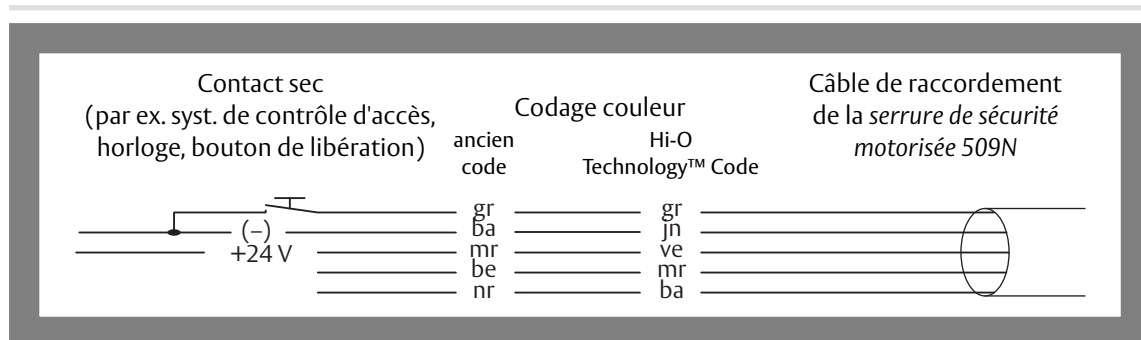 Contact sec
(par ex. syst. de contrôle d'accès,
horloge, bouton de libération)
Codage couleur
ancien
code
Hi-O
Technology™ Code
Câble de raccordement
de la serrure de sécurité
motorisée 509N
gr gr
(–) ba jn
+24 V mr ve
be mr
nr ba